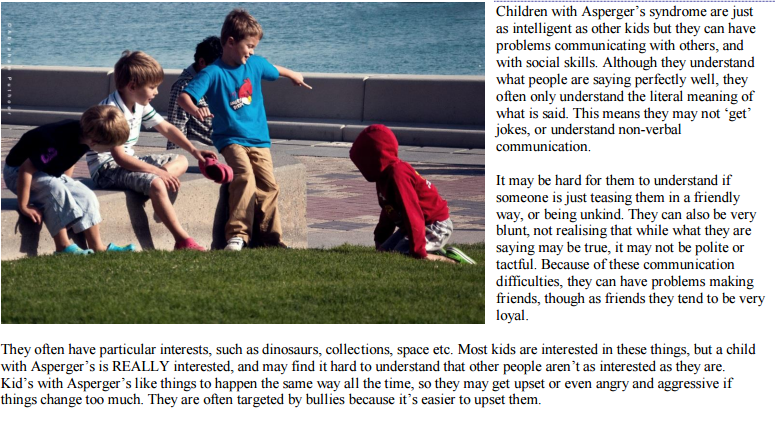 Children with Asperger’s syndrome are just
as intelligent as other kids but they can have
problems communicating with others, and
with social skills. Although they understand
what people are saying perfectly well, they
often only understand the literal meaning of
what is said. This means they may not ‘get’
jokes, or understand non-verbal
communication.
It may be hard for them to understand if
someone is just teasing them in a friendly
way, or being unkind. They can also be very
blunt, not realising that while what they are
saying may be true, it may not be polite or
tactful. Because of these communication
difficulties, they can have problems making
friends, though as friends they tend to be very
loyal.
They often have particular interests, such as dinosaurs, collections, space etc. Most kids are interested in these things, but a child
with Asperger’s is REALLY interested, and may find it hard to understand that other people aren’t as interested as they are.
Kid’s with Asperger’s like things to happen the same way all the time, so they may get upset or even angry and aggressive if
things change too much. They are often targeted by bullies because it’s easier to upset them.